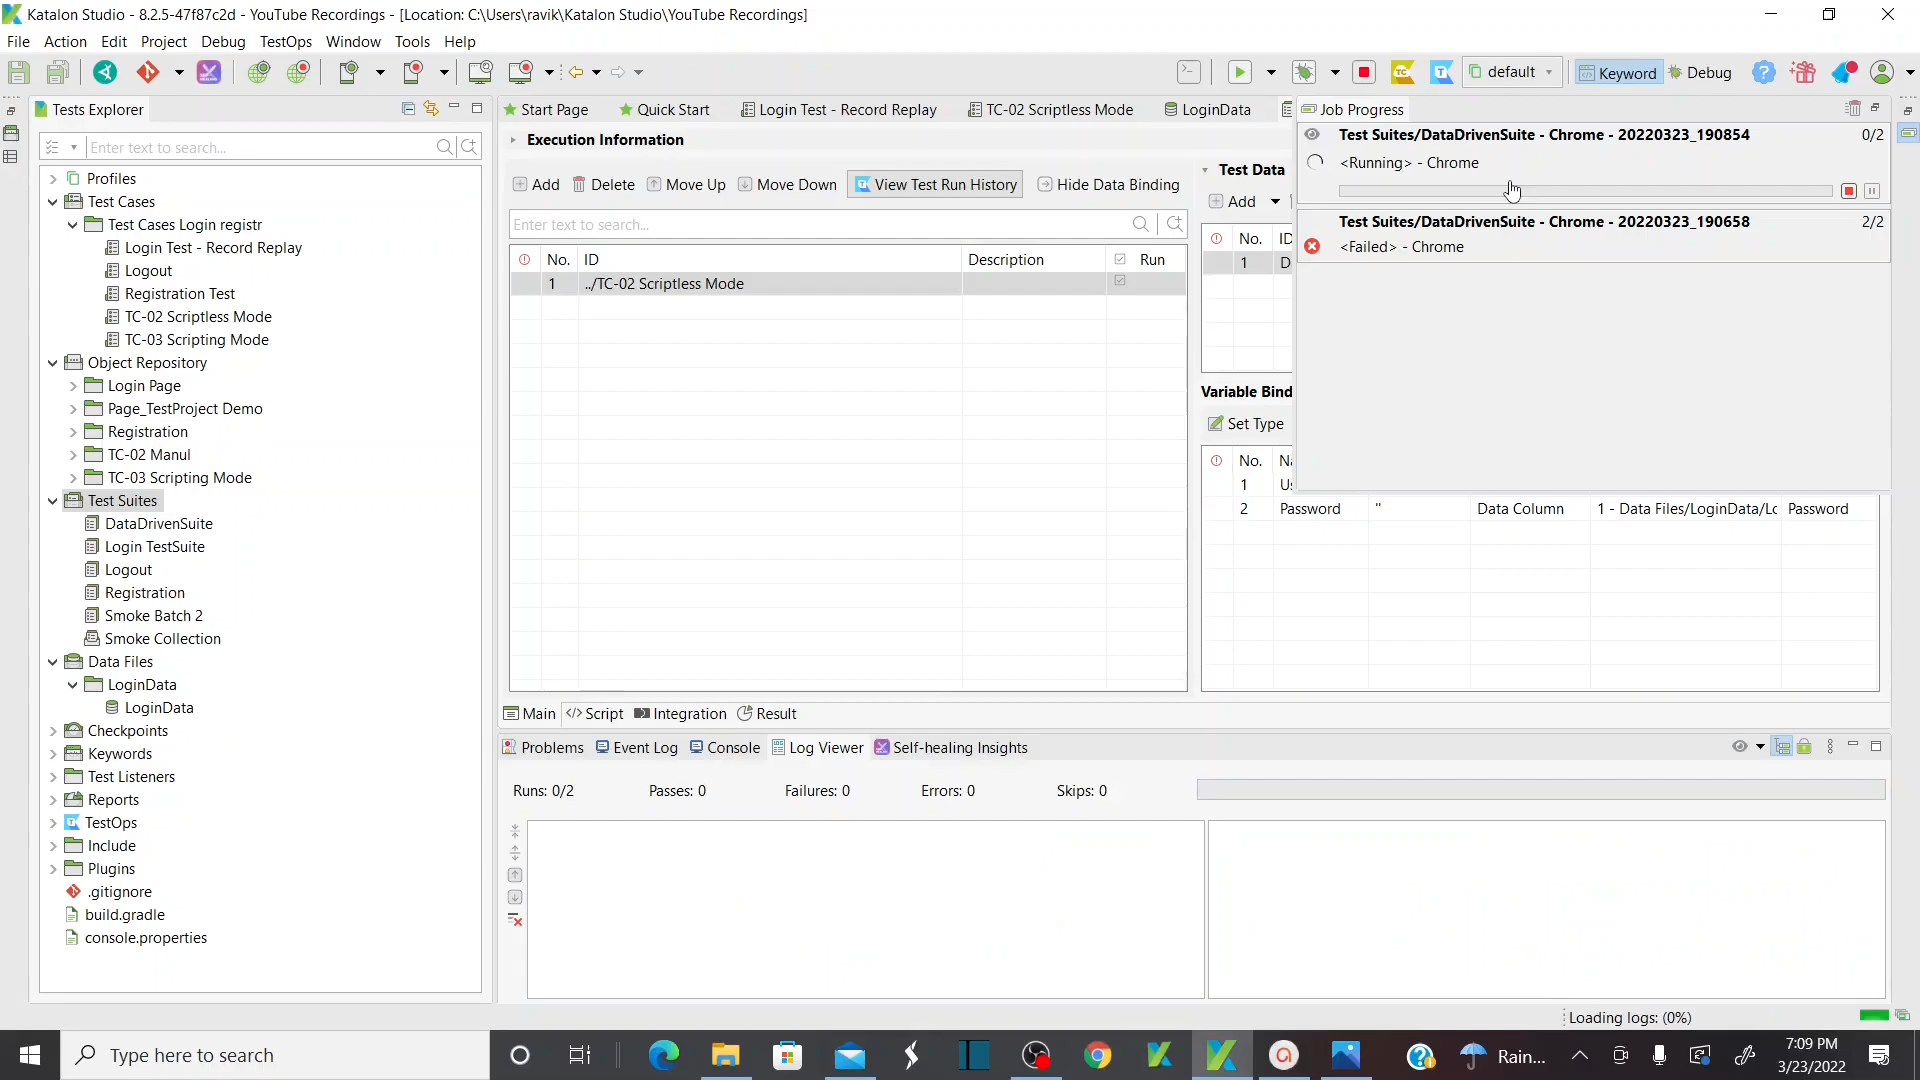 Katalon Studio - 8.2.5-47f87c2d - YouTube Recordings - [Location: C:\Users\ravik\Katalon Studio\YouTube Recordings]
File Action Edit Project Debug TestOps Window Tools Help
default Keyword Debug
Tests Explorer
Enter text to search...
Profiles
Test Cases
Test Cases Login registr
Login Test - Record Replay
Logout
Registration Test
TC-02 Scriptless Mode
TC-03 Scripting Mode
Object Repository
Login Page
Page_TestProject Demo
Registration
TC-02 Manul
TC-03 Scripting Mode
Test Suites
DataDrivenSuite
Login TestSuite
Logout
Registration
Smoke Batch 2
Smoke Collection
Data Files
LoginData
LoginData
Checkpoints
Keywords
Test Listeners
Reports
TestOps
Include
Plugins
.gitignore
build.gradle
console.properties
Start Page Quick Start Login Test - Record Replay TC-02 Scriptless Mode LoginData
Execution Information
Add Delete Move Up Move Down View Test Run History Hide Data Binding
Enter text to search...
No. ID Description Run
1 ../TC-02 Scriptless Mode
Test Data
Add
No. ID
1 D
Variable Bind
Set Type
No. N
1 U
2 Password '' Data Column 1 - Data Files/LoginData/Lc Password
Job Progress
Test Suites/DataDrivenSuite - Chrome - 20220323_190854 0/2
<Running> - Chrome
Test Suites/DataDrivenSuite - Chrome - 20220323_190658 2/2
<Failed> - Chrome
Main Script Integration Result
Problems Event Log Console Log Viewer Self-healing Insights
Runs: 0/2 Passes: 0 Failures: 0 Errors: 0 Skips: 0
Loading logs: (0%)
Type here to search
Rain...
7:09 PM
3/23/2022